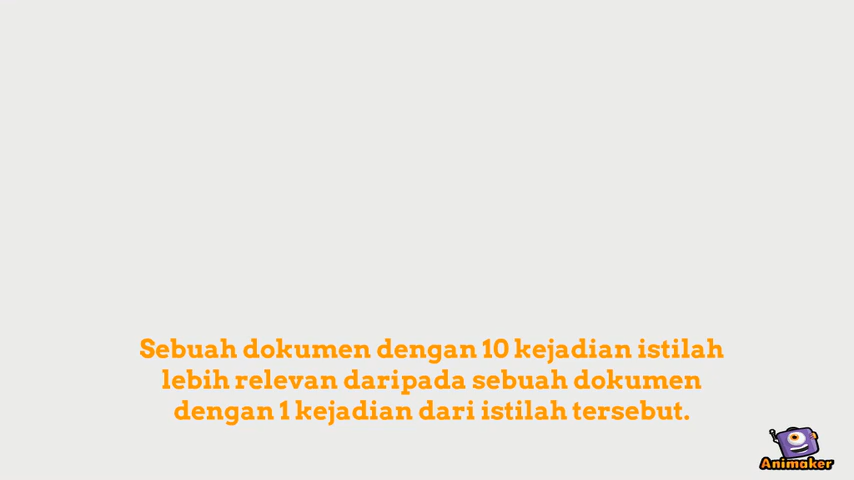 Sebuah dokumen dengan 10 kejadian istilah
lebih relevan daripada sebuah dokumen
dengan 1 kejadian dari istilah tersebut.
Animaker